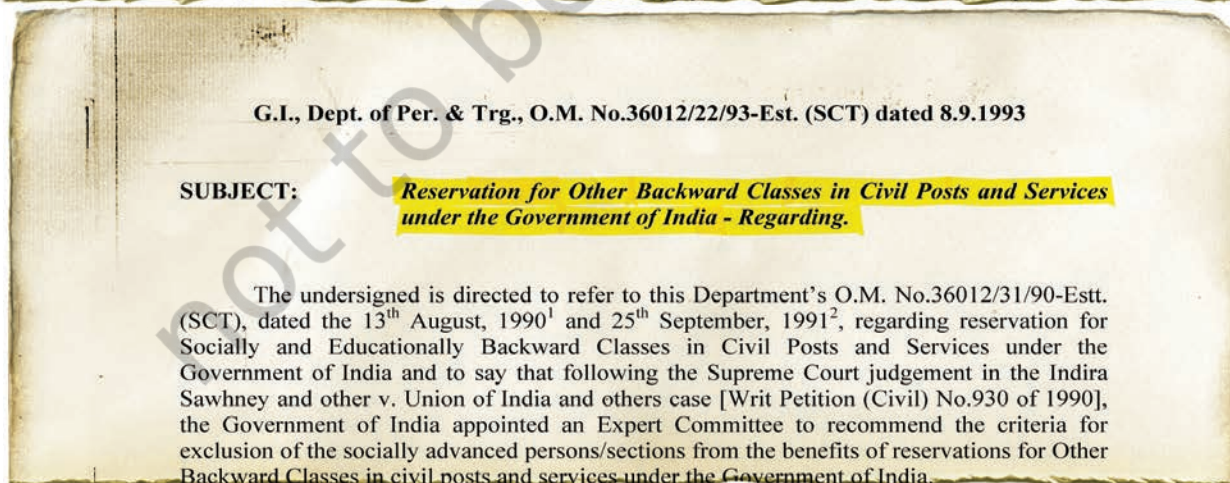 G.I., Dept. of Per. & Trg., O.M. No.36012/22/93-Est. (SCT) dated 8.9.1993
SUBJECT: Reservation for Other Backward Classes in Civil Posts and Services
under the Government of India - Regarding.
The undersigned is directed to refer to this Department's O.M. No.36012/31/90-Estt.
(SCT), dated the 13th August, 1990¹ and 25th September, 1991², regarding reservation for
Socially and Educationally Backward Classes in Civil Posts and Services under the
Government of India and to say that following the Supreme Court judgement in the Indira
Sawhney and other v. Union of India and others case [Writ Petition (Civil) No.930 of 1990],
the Government of India appointed an Expert Committee to recommend the criteria for
exclusion of the socially advanced persons/sections from the benefits of reservations for Other
Backward Classes in civil posts and services under the Government of India.
not to b